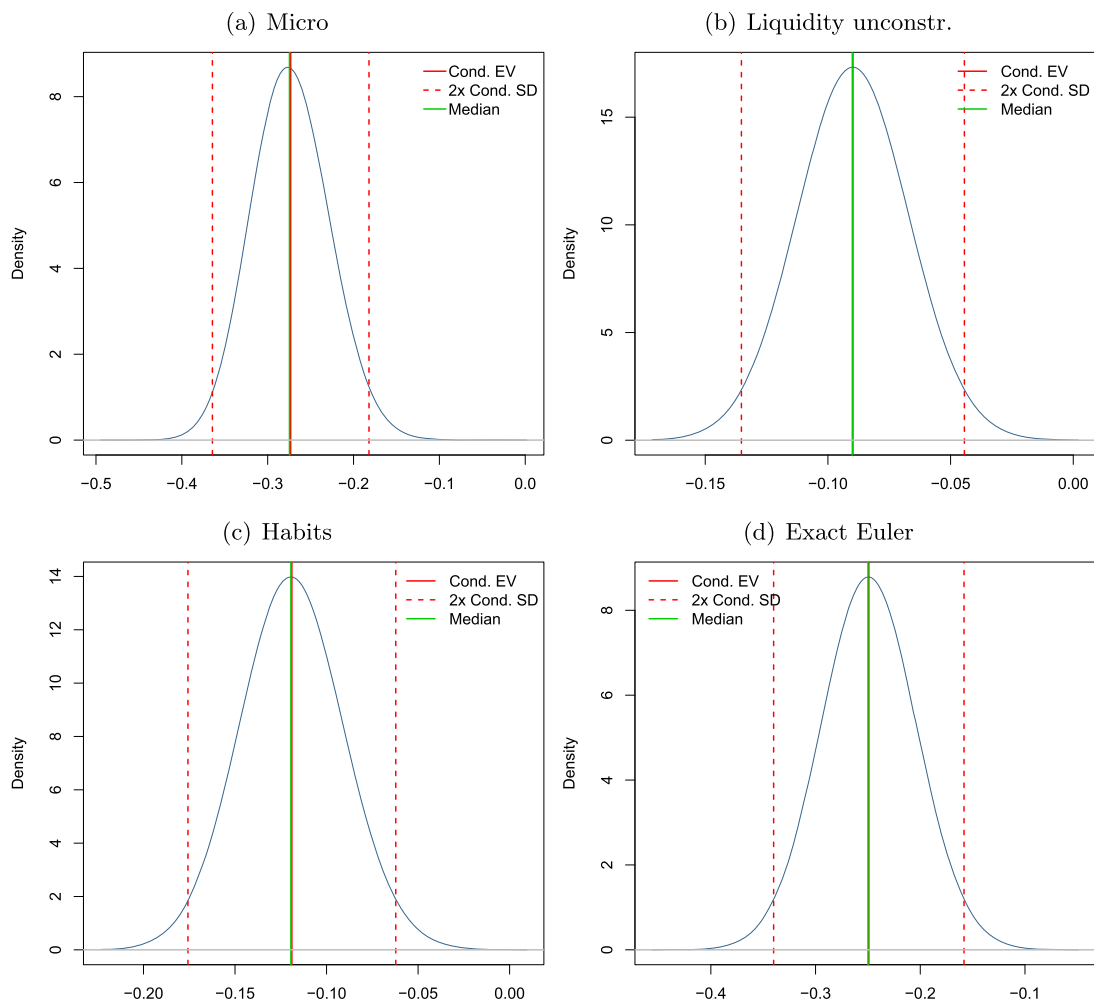 (a) Micro
Cond. EV
2x Cond. SD
Median
Density
0
2
4
6
8
−0.5 −0.4 −0.3 −0.2 −0.1 0.0
(b) Liquidity unconstr.
Cond. EV
2x Cond. SD
Median
Density
0
5
10
15
−0.15 −0.10 −0.05 0.00
(c) Habits
Cond. EV
2x Cond. SD
Median
Density
0
2
4
6
8
10
12
14
−0.20 −0.15 −0.10 −0.05 0.00
(d) Exact Euler
Cond. EV
2x Cond. SD
Median
Density
0
2
4
6
8
−0.4 −0.3 −0.2 −0.1